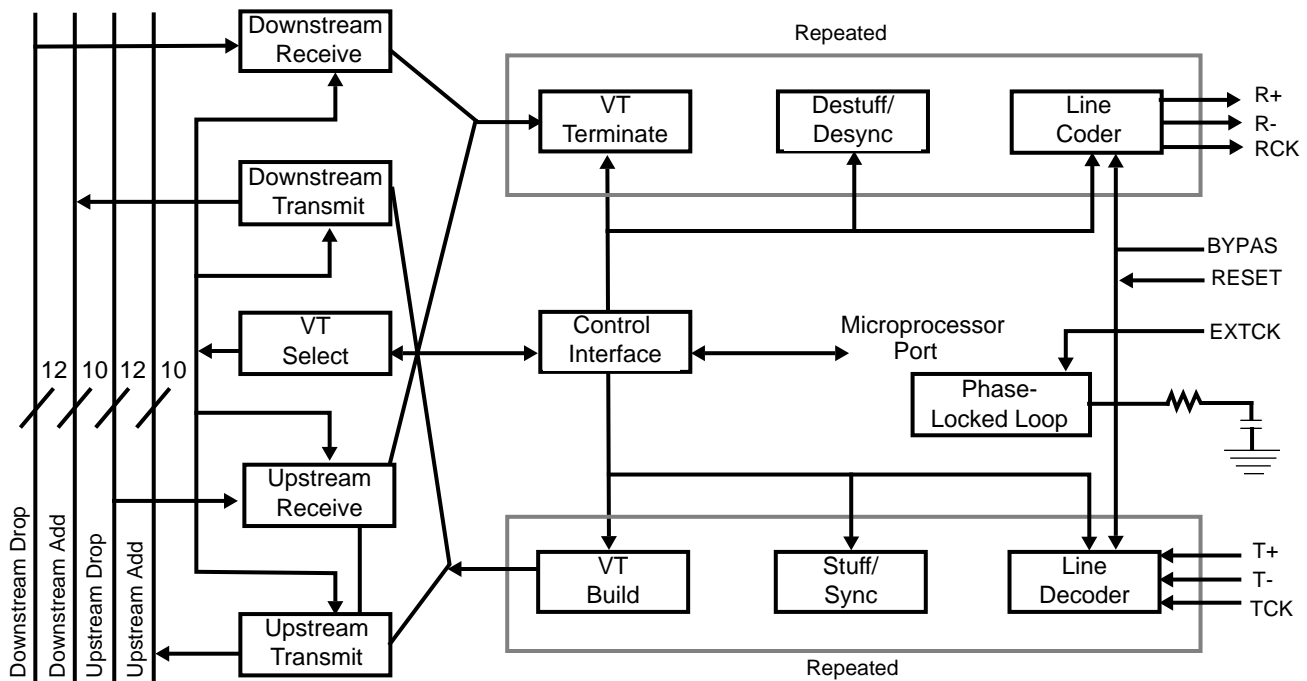 Downstream
Receive
Repeated
VT
Terminate
Destuff/
Desync
Line
Coder
R+
R-
RCK
Downstream
Transmit
BYPAS
RESET
VT
Select
Control
Interface
Microprocessor
Port
EXTCK
12
10
12
10
Phase-
Locked Loop
Upstream
Receive
Downstream Drop
Downstream Add
Upstream Drop
Upstream Add
VT
Build
Stuff/
Sync
Line
Decoder
T+
T-
TCK
Upstream
Transmit
Repeated